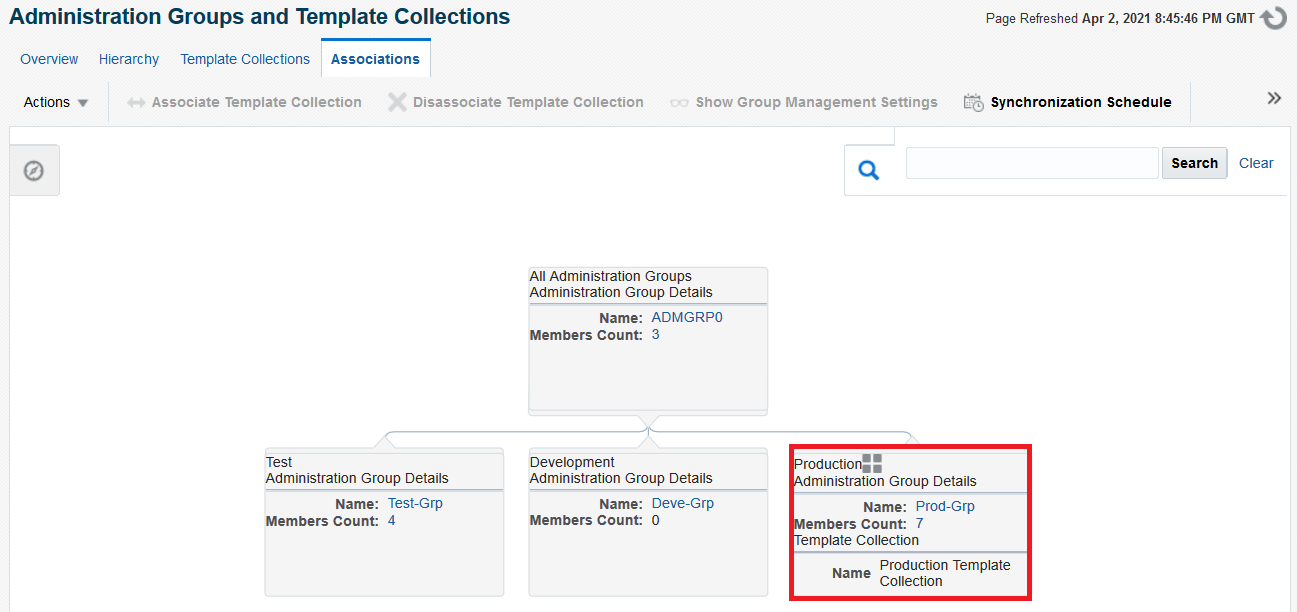 Administration Groups and Template Collections
Page Refreshed Apr 2, 2021 8:45:46 PM GMT
Overview Hierarchy Template Collections Associations
Actions Associate Template Collection Disassociate Template Collection Show Group Management Settings Synchronization Schedule
Search Clear
All Administration Groups
Administration Group Details
Name: ADMGRP0
Members Count: 3
Test
Administration Group Details
Name: Test-Grp
Members Count: 4
Development
Administration Group Details
Name: Deve-Grp
Members Count: 0
Production
Administration Group Details
Name: Prod-Grp
Members Count: 7
Template Collection
Name Production Template
Collection